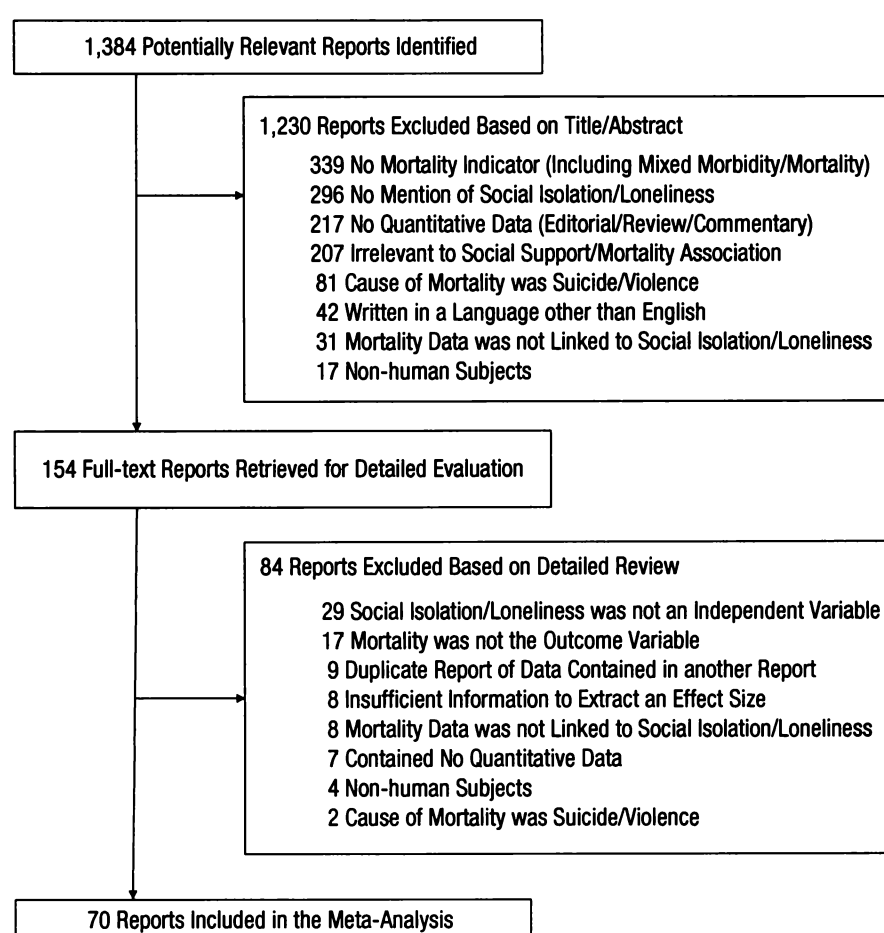 1,384 Potentially Relevant Reports Identified
1,230 Reports Excluded Based on Title/Abstract
339 No Mortality Indicator (Including Mixed Morbidity/Mortality)
296 No Mention of Social Isolation/Loneliness
217 No Quantitative Data (Editorial/Review/Commentary)
207 Irrelevant to Social Support/Mortality Association
81 Cause of Mortality was Suicide/Violence
42 Written in a Language other than English
31 Mortality Data was not Linked to Social Isolation/Loneliness
17 Non-human Subjects
154 Full-text Reports Retrieved for Detailed Evaluation
84 Reports Excluded Based on Detailed Review
29 Social Isolation/Loneliness was not an Independent Variable
17 Mortality was not the Outcome Variable
9 Duplicate Report of Data Contained in another Report
8 Insufficient Information to Extract an Effect Size
8 Mortality Data was not Linked to Social Isolation/Loneliness
7 Contained No Quantitative Data
4 Non-human Subjects
2 Cause of Mortality was Suicide/Violence
70 Reports Included in the Meta-Analysis